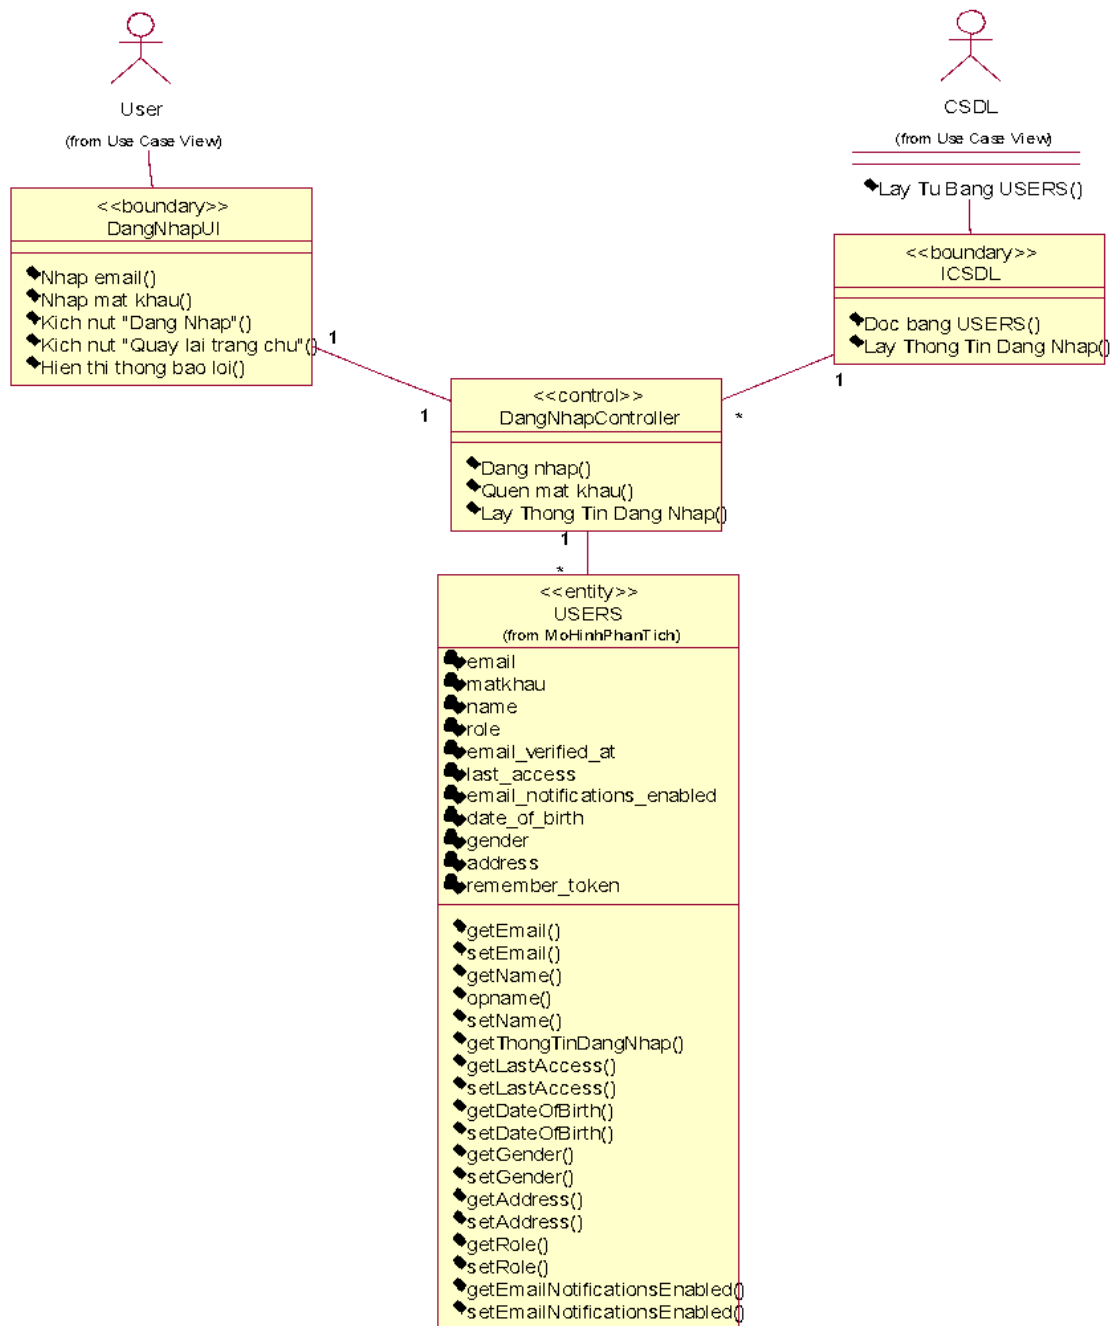 User
(from Use Case View)
<<boundary>>
DangNhapUI
Nhap email()
Nhap mat khau()
Kich nut "Dang Nhap"()
Kich nut "Quay lai trang chu"()
Hien thi thong bao loi()
1
1
CSDL
(from Use Case View)
Lay Tu Bang USERS()
<<boundary>>
ICSDL
Doc bang USERS()
Lay Thong Tin Dang Nhap()
1
*
<<control>>
DangNhapController
Dang nhap()
Quen mat khau()
Lay Thong Tin Dang Nhap()
1
*
<<entity>>
USERS
(from MoHinhPhanTich)
email
matkhau
name
role
email_verified_at
last_access
email_notifications_enabled
date_of_birth
gender
address
remember_token
getEmail()
setEmail()
getName()
opname()
setName()
getThongTinDangNhap()
getLastAccess()
setLastAccess()
getDateOfBirth()
setDateOfBirth()
getGender()
setGender()
getAddress()
setAddress()
getRole()
setRole()
getEmailNotificationsEnabled()
setEmailNotificationsEnabled()